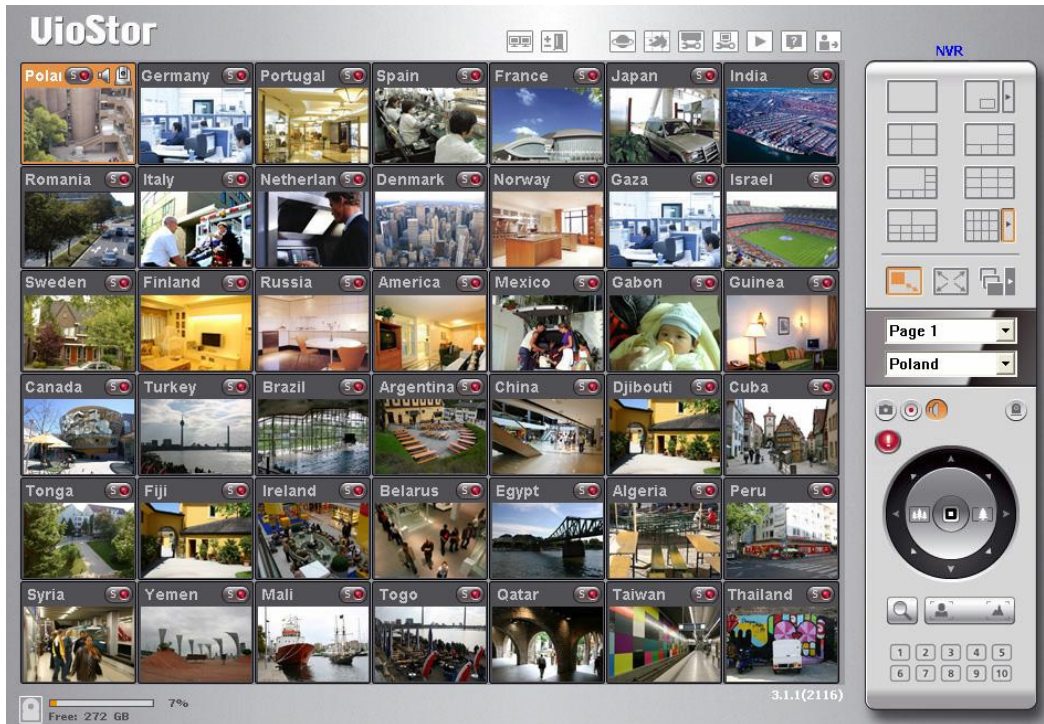 VioStor
NVR
Polar S
Germany S
Portugal S
Spain S
France S
Japan S
India S
Romania S
Italy S
Netherlan S
Denmark S
Norway S
Gaza S
Israel S
Sweden S
Finland S
Russia S
America S
Mexico S
Gabon S
Guinea S
Canada S
Turkey S
Brazil S
Argentina S
China S
Djibouti S
Cuba S
Tonga S
Fiji S
Ireland S
Belarus S
Egypt S
Algeria S
Peru S
Syria S
Yemen S
Mali S
Togo S
Qatar S
Taiwan S
Thailand S
Page 1
Poland
1 2 3 4 5
6 7 8 9 10
7%
Free: 272 GB
3.1.1(2116)